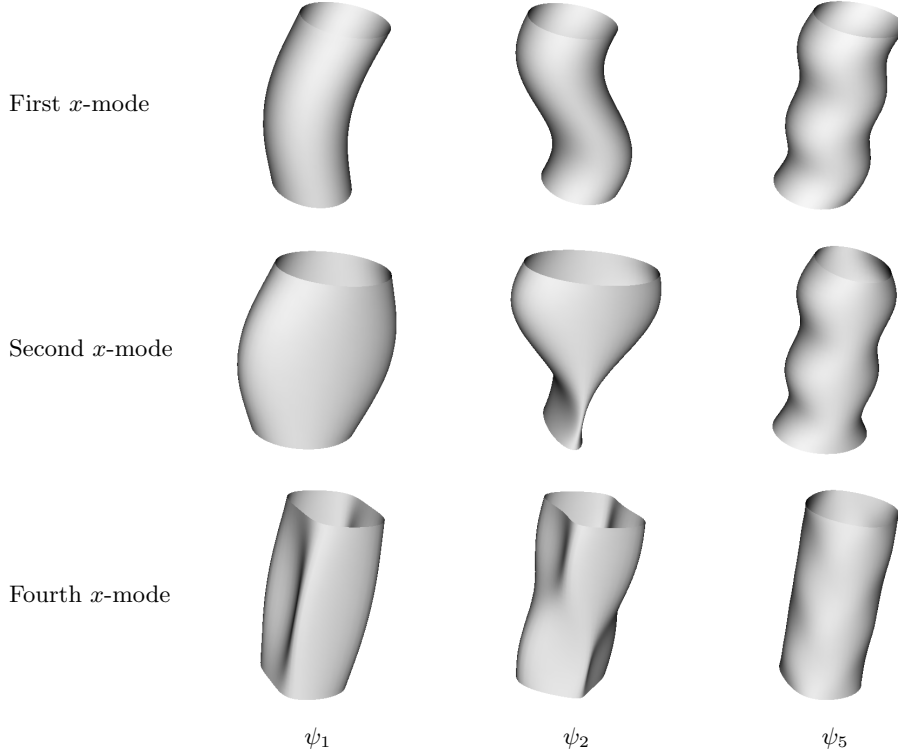 First x-mode
Second x-mode
Fourth x-mode
ψ₁ ψ₂ ψ₅